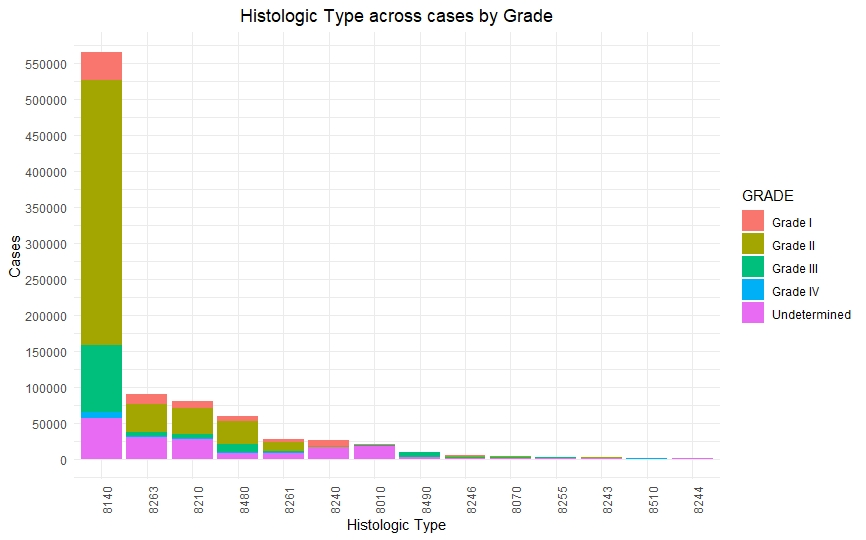 Histologic Type across cases by Grade
Cases
550000
500000
450000
400000
350000
300000
250000
200000
150000
100000
50000
0
8140
8263
8210
8480
8261
8240
8010
8490
8246
8070
8255
8243
8510
8244
Histologic Type
GRADE
Grade I
Grade II
Grade III
Grade IV
Undetermined